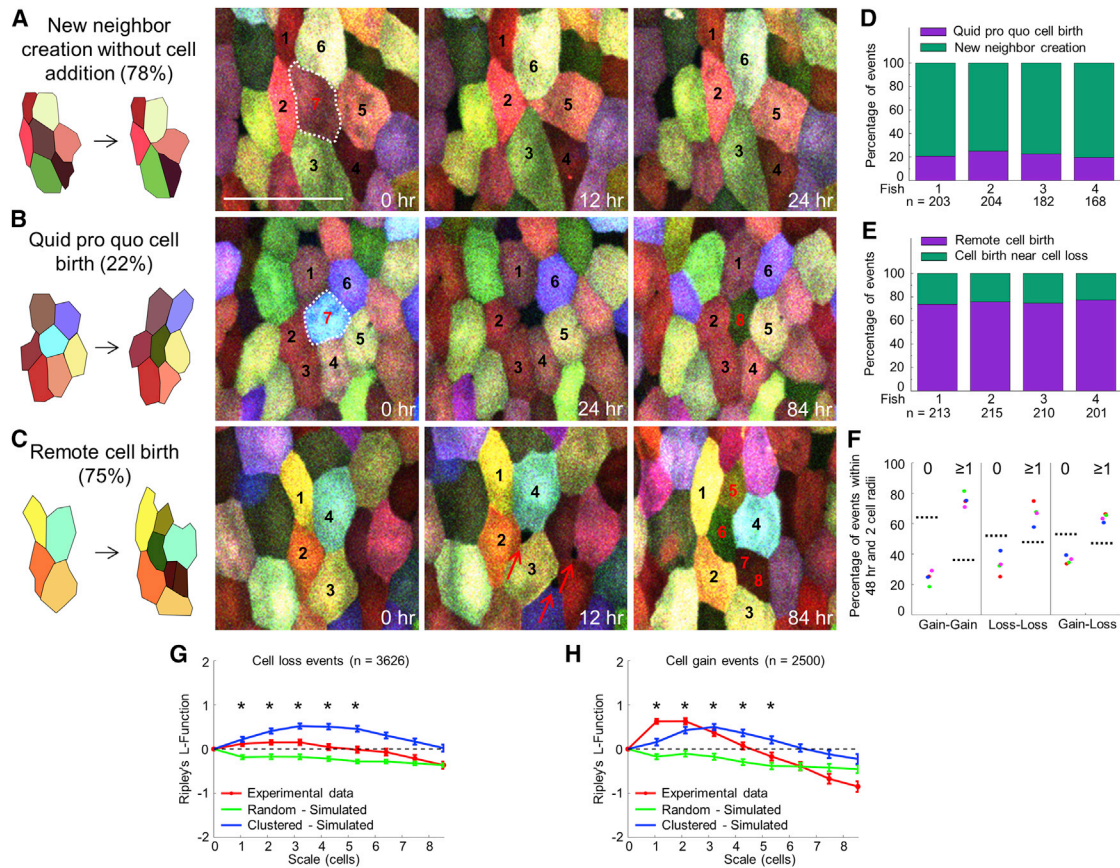 A
New neighbor
creation without cell
addition (78%)
1
6
7
2
5
3
4
0 hr
6
1
2
5
3
4
12 hr
6
1
2
5
3
4
24 hr
B
Quid pro quo cell
birth (22%)
1
6
7
2
5
4
3
0 hr
1
6
2
5
4
3
24 hr
1
6
2
8
5
3
4
84 hr
C
Remote cell birth
(75%)
1
4
2
3
0 hr
1
4
2
3
12 hr
1
5
6
4
2
7
8
3
84 hr
D
Quid pro quo cell birth
New neighbor creation
Percentage of events
100
80
60
40
20
0
Fish 1 2 3 4
n = 203 204 182 168
E
Remote cell birth
Cell birth near cell loss
Percentage of events
100
80
60
40
20
0
Fish 1 2 3 4
n = 213 215 210 201
F
Percentage of events within
48 hr and 2 cell radii
100
80
60
40
20
0
0 ≥1 0 ≥1 0 ≥1
Gain-Gain Loss-Loss Gain-Loss
G
Cell loss events (n = 3626)
Ripley's L-Function
2
1
0
-1
-2
* * * * *
Experimental data
Random - Simulated
Clustered - Simulated
0 1 2 3 4 5 6 7 8
Scale (cells)
H
Cell gain events (n = 2500)
Ripley's L-Function
2
1
0
-1
-2
* * * * *
Experimental data
Random - Simulated
Clustered - Simulated
0 1 2 3 4 5 6 7 8
Scale (cells)